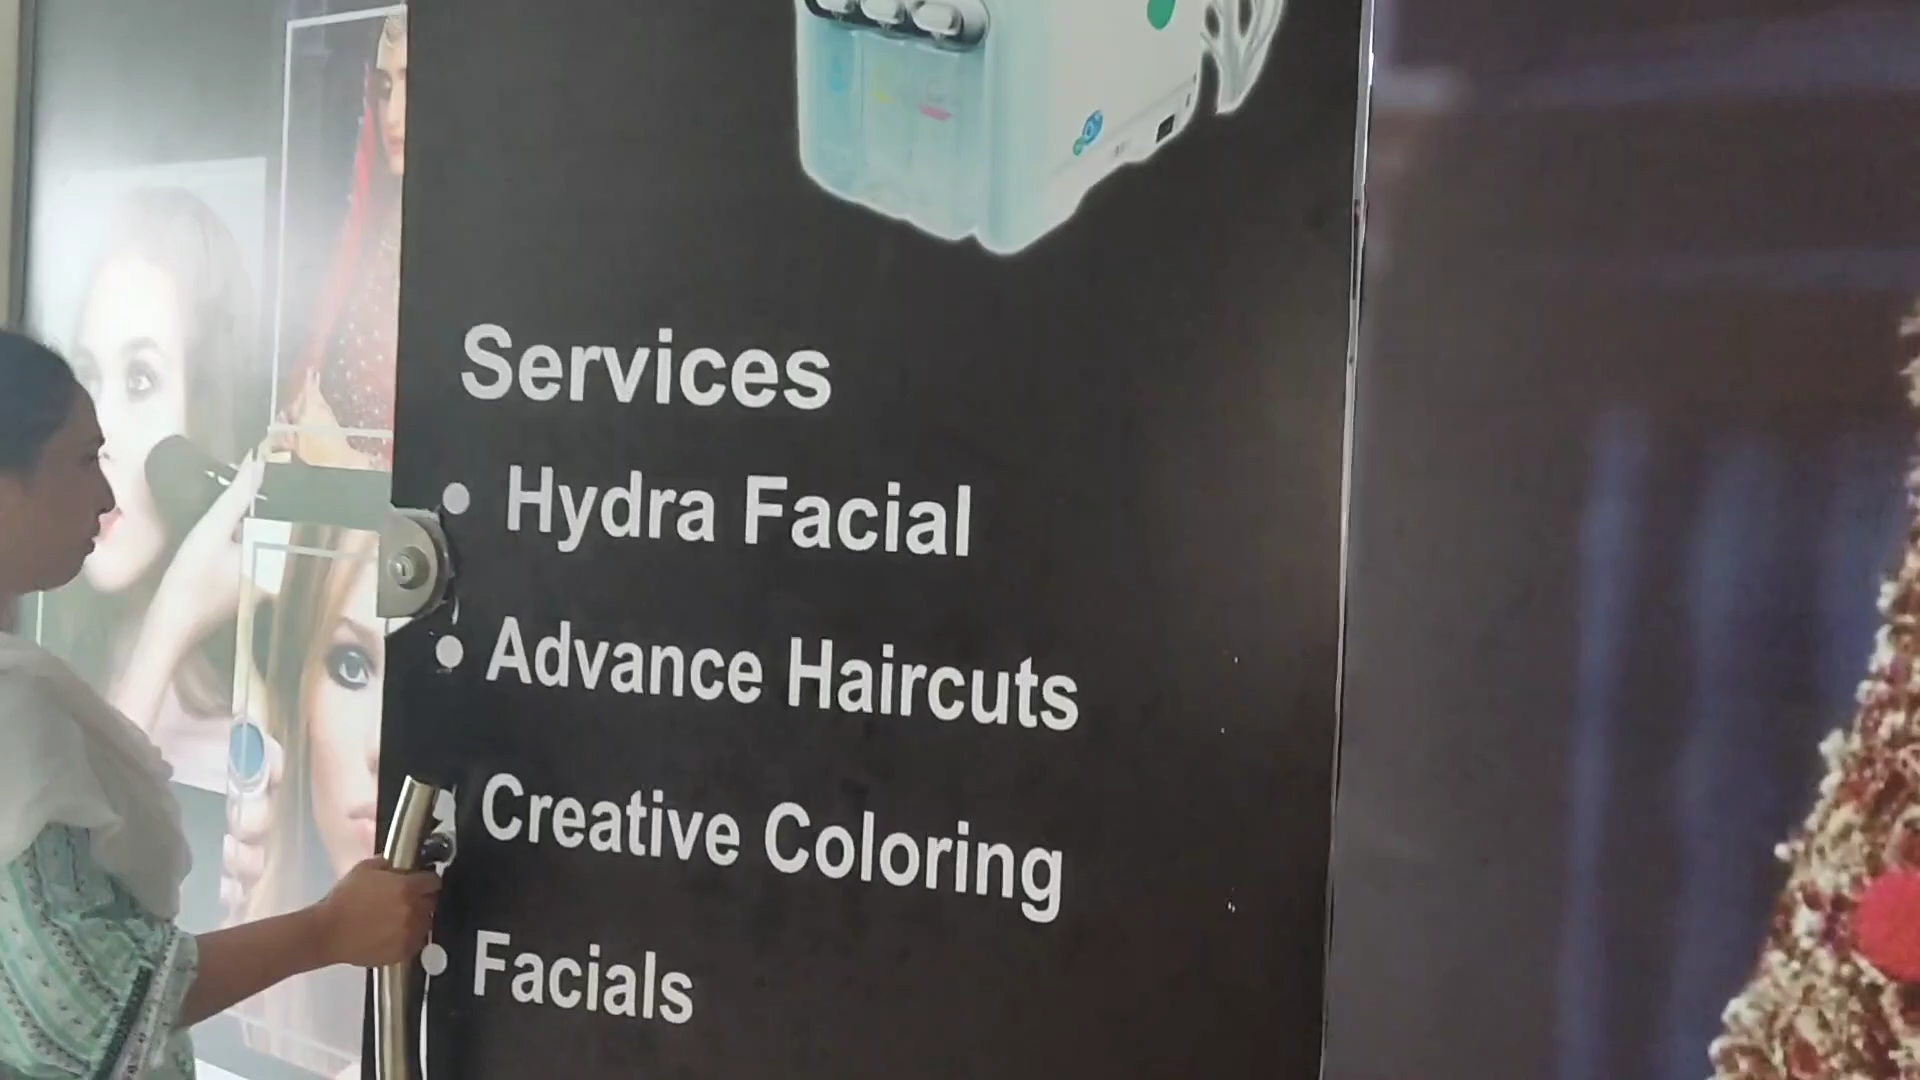 Services
• Hydra Facial
• Advance Haircuts
Creative Coloring
• Facials